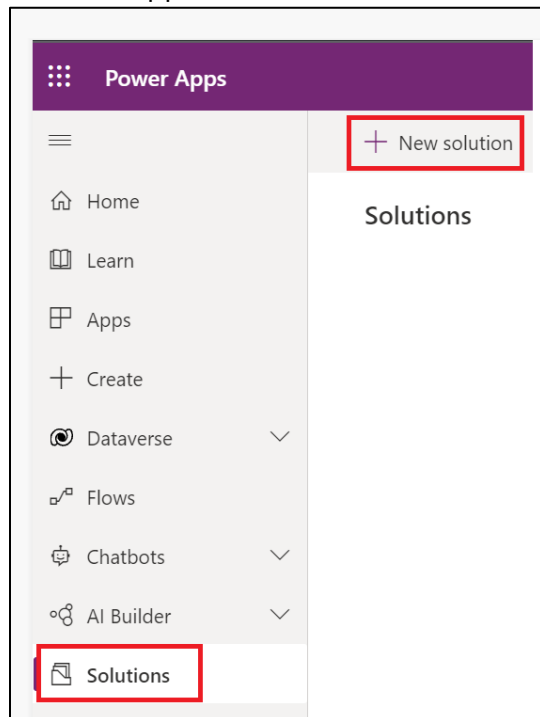 Power Apps
New solution
Home
Solutions
Learn
Apps
Create
Dataverse
Flows
Chatbots
AI Builder
Solutions